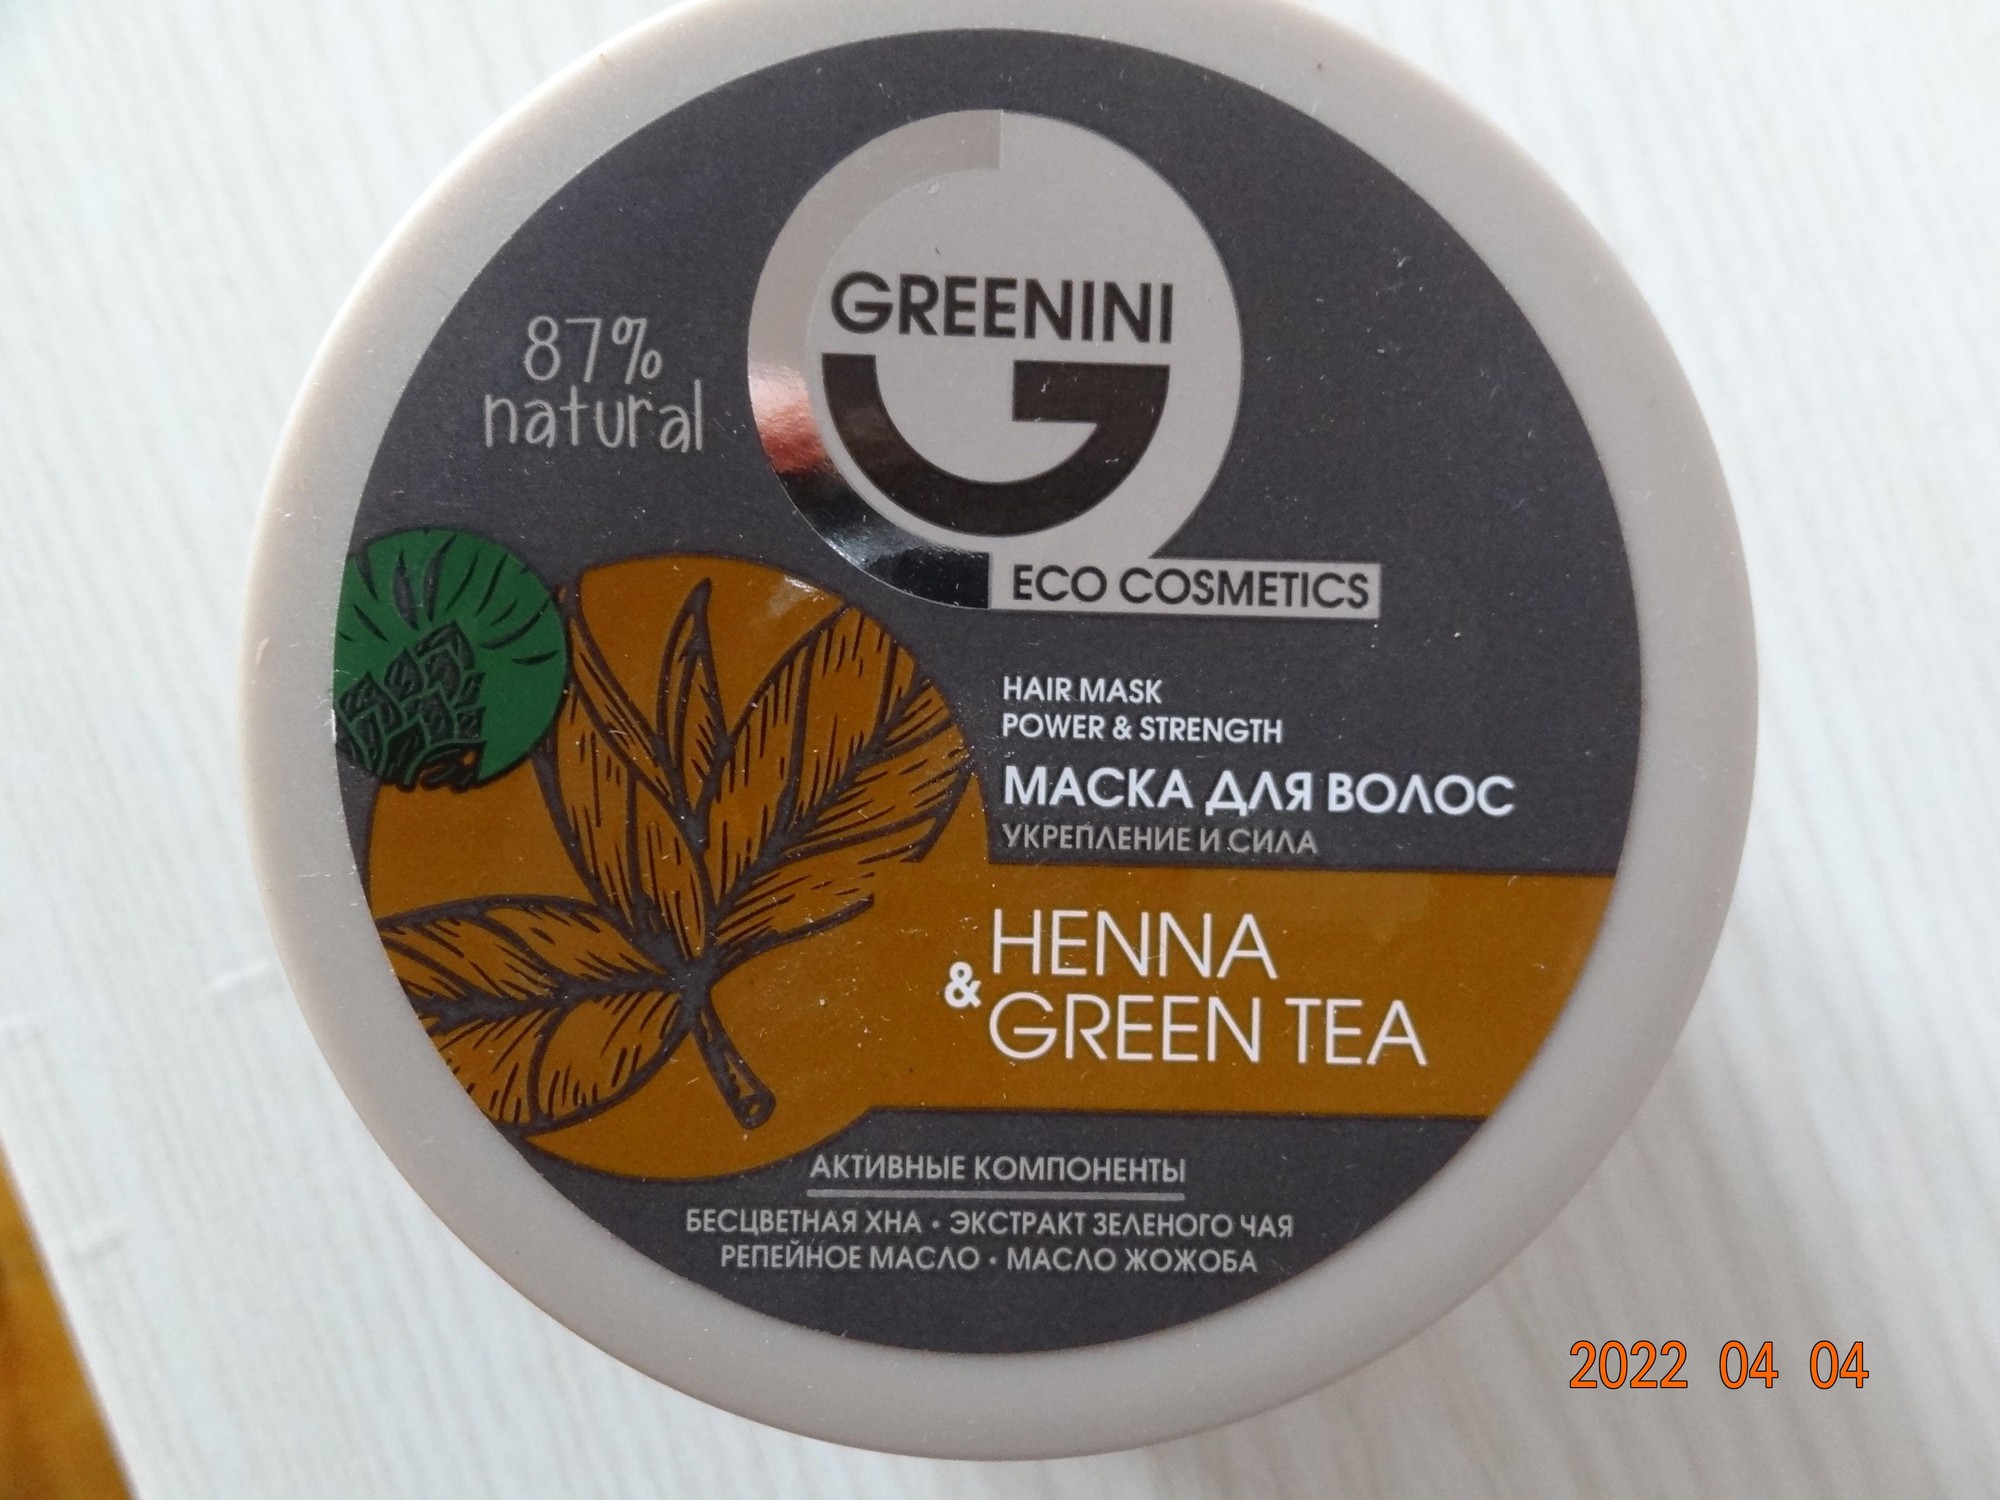 87%
natural
GREENINI
G
ECO COSMETICS
HAIR MASK
POWER & STRENGTH
МАСКА ДЛЯ ВОЛОС
УКРЕПЛЕНИЕ И СИЛА
HENNA
& GREEN TEA
АКТИВНЫЕ КОМПОНЕНТЫ
БЕСЦВЕТНАЯ ХНА • ЭКСТРАКТ ЗЕЛЕНОГО ЧАЯ
РЕПЕЙНОЕ МАСЛО • МАСЛО ЖОЖОБА
2022 04 04